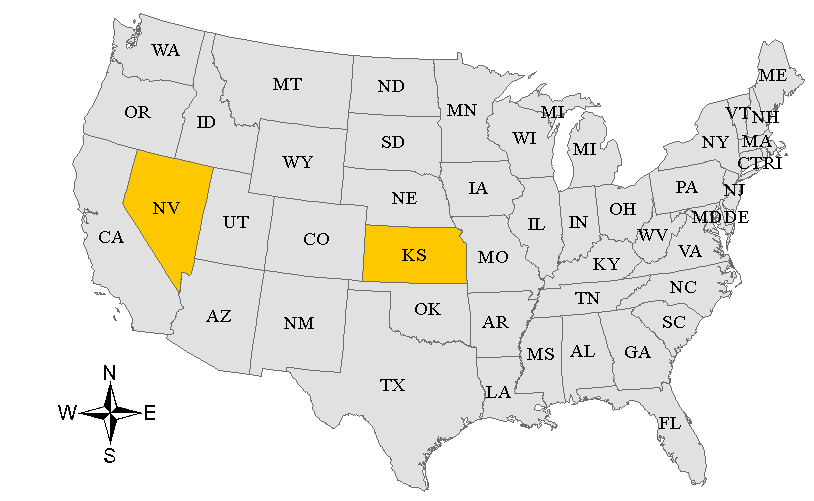 WA
MT
ND
MN
ME
OR
ID
SD
WI
MI
MI
VT
NH
NY
MA
CT
RI
WY
NE
IA
PA
NJ
NV
UT
CO
KS
MO
IL
IN
OH
WV
MD
DE
VA
KY
CA
AZ
NM
OK
AR
TN
NC
SC
MS
AL
GA
TX
LA
FL
N
W
E
S